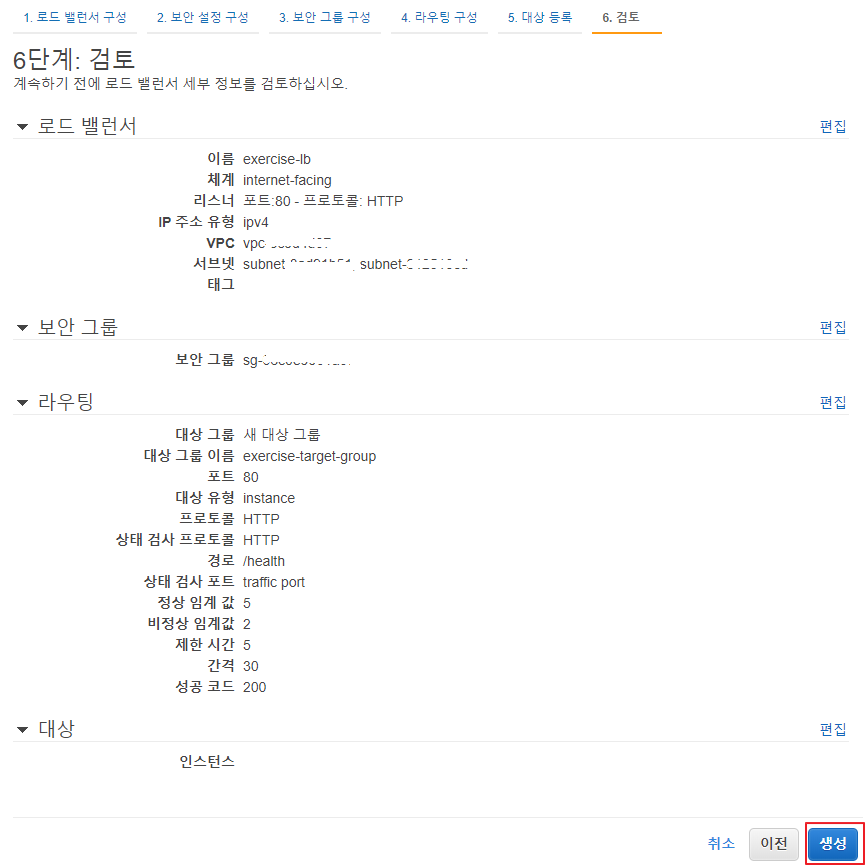 1. 로드 밸런서 구성 2. 보안 설정 구성 3. 보안 그룹 구성 4. 라우팅 구성 5. 대상 등록 6. 검토
6단계: 검토
계속하기 전에 로드 밸런서 세부 정보를 검토하십시오.
로드 밸런서 편집
이름 exercise-lb
체계 internet-facing
리스너 포트:80 - 프로토콜: HTTP
IP 주소 유형 ipv4
VPC vpc-
서브넷 subnet- subnet-
태그
보안 그룹 편집
보안 그룹 sg-
라우팅 편집
대상 그룹 새 대상 그룹
대상 그룹 이름 exercise-target-group
포트 80
대상 유형 instance
프로토콜 HTTP
상태 검사 프로토콜 HTTP
경로 /health
상태 검사 포트 traffic port
정상 임계 값 5
비정상 임계값 2
제한 시간 5
간격 30
성공 코드 200
대상 편집
인스턴스
취소 이전 생성